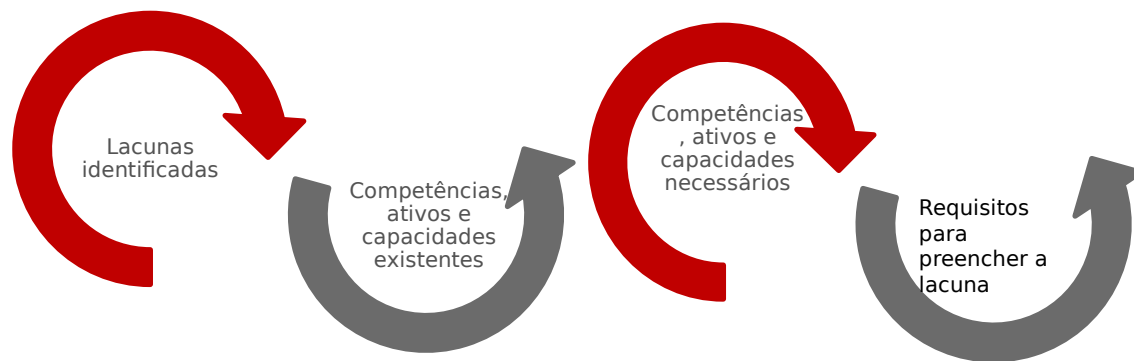 Lacunas
identificadas
Competências,
ativos e
capacidades
existentes
Competências
, ativos e
capacidades
necessários
Requisitos
para
preencher a
lacuna